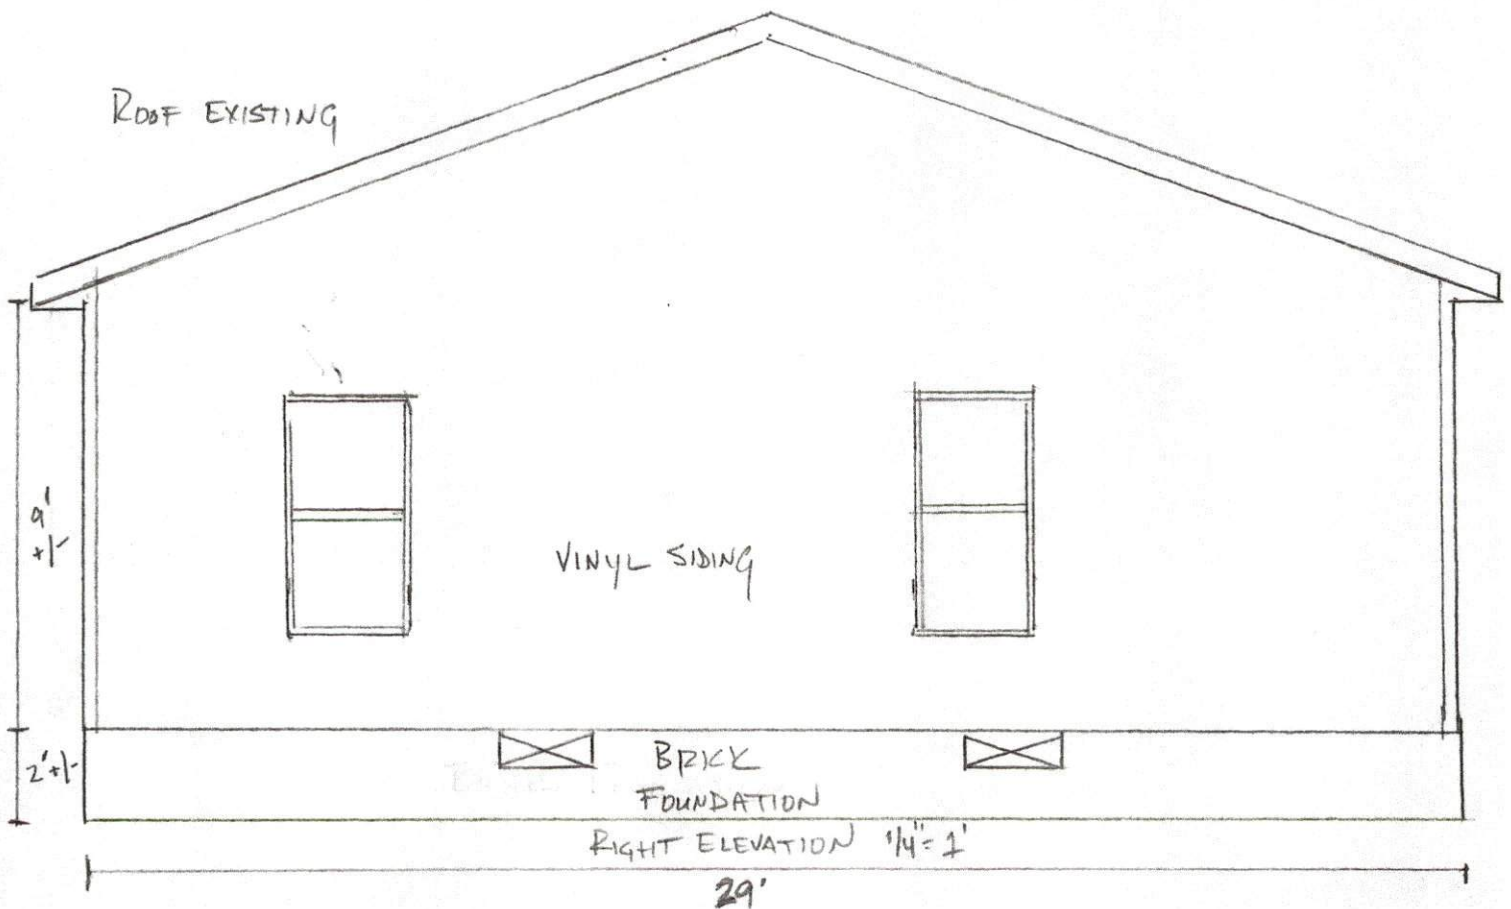 ROOF EXISTING
9'
+/-
VINYL SIDING
2'+/-
BRICK
FOUNDATION
RIGHT ELEVATION 1/4"=1'
29'